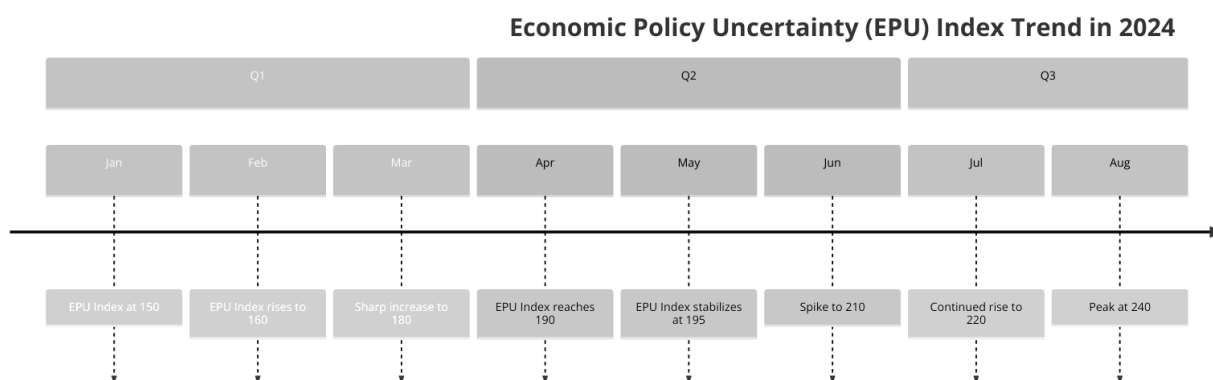 Economic Policy Uncertainty (EPU) Index Trend in 2024
Q1
Q2
Q3
Jan
Feb
Mar
Apr
May
Jun
Jul
Aug
EPU Index at 150
EPU Index rises to
160
Sharp increase to
180
EPU Index reaches
190
EPU Index stabilizes
at 195
Spike to 210
Continued rise to
220
Peak at 240